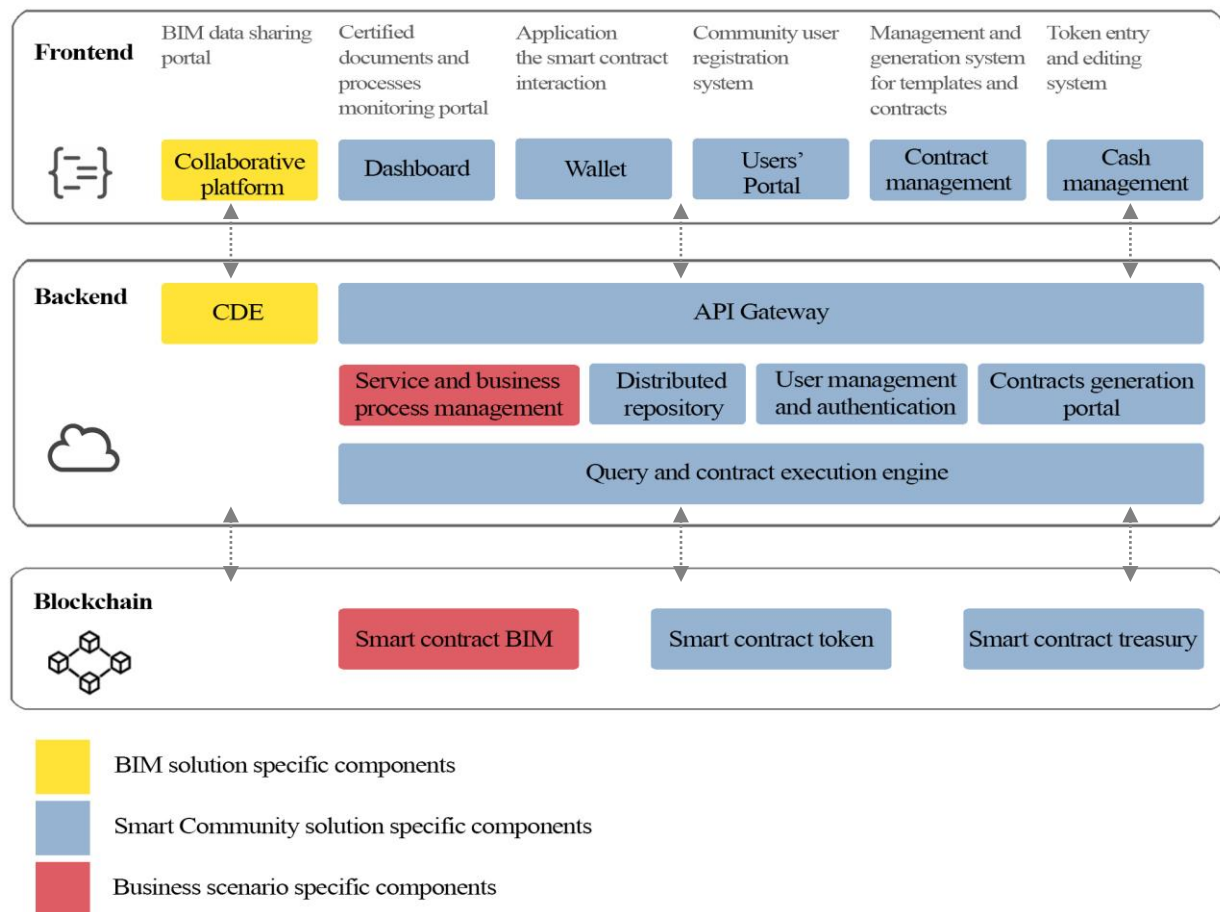 Frontend
BIM data sharing
portal
Certified
documents and
processes
monitoring portal
Application
the smart contract
interaction
Community user
registration
system
Management and
generation system
for templates and
contracts
Token entry
and editing
system
Collaborative
platform
Dashboard
Wallet
Users’
Portal
Contract
management
Cash
management
Backend
CDE
API Gateway
Service and business
process management
Distributed
repository
User management
and authentication
Contracts generation
portal
Query and contract execution engine
Blockchain
Smart contract BIM
Smart contract token
Smart contract treasury
BIM solution specific components
Smart Community solution specific components
Business scenario specific components